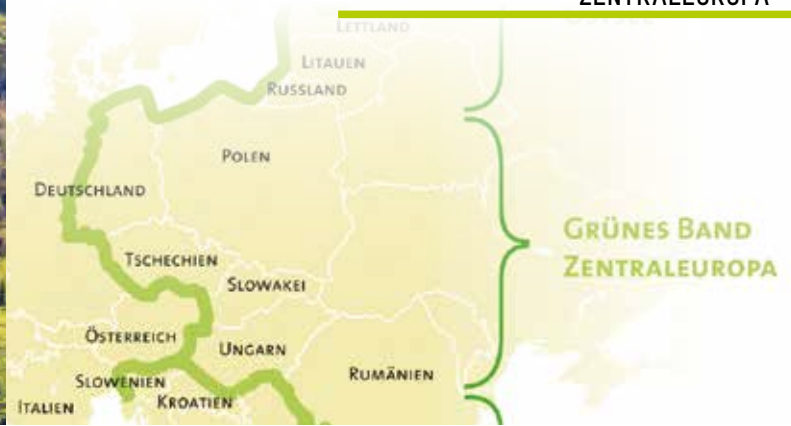 ZENTRALEUROPA
LETTLAND
LITAUEN
RUSSLAND
POLEN
DEUTSCHLAND
GRÜNES BAND
ZENTRALEUROPA
TSCHECHIEN
SLOWAKEI
ÖSTERREICH
UNGARN
RUMÄNIEN
SLOWENIEN
KROATIEN
ITALIEN